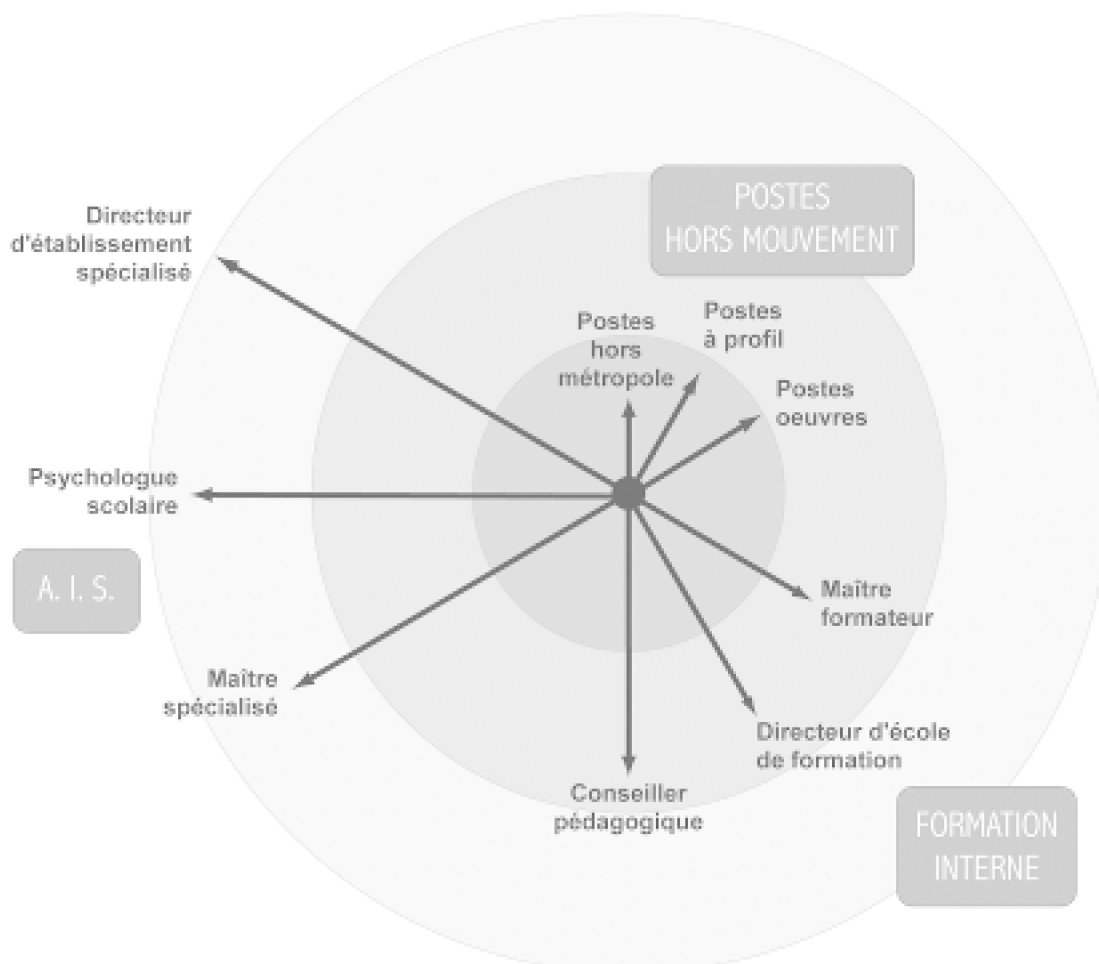 POSTES
HORS MOUVEMENT
Directeur
d'établissement
spécialisé
Postes
hors
métropole
Postes
à profil
Postes
oeuvres
Psychologue
scolaire
A. I. S.
Maître
formateur
Maître
spécialisé
Directeur d'école
de formation
Conseiller
pédagogique
FORMATION
INTERNE